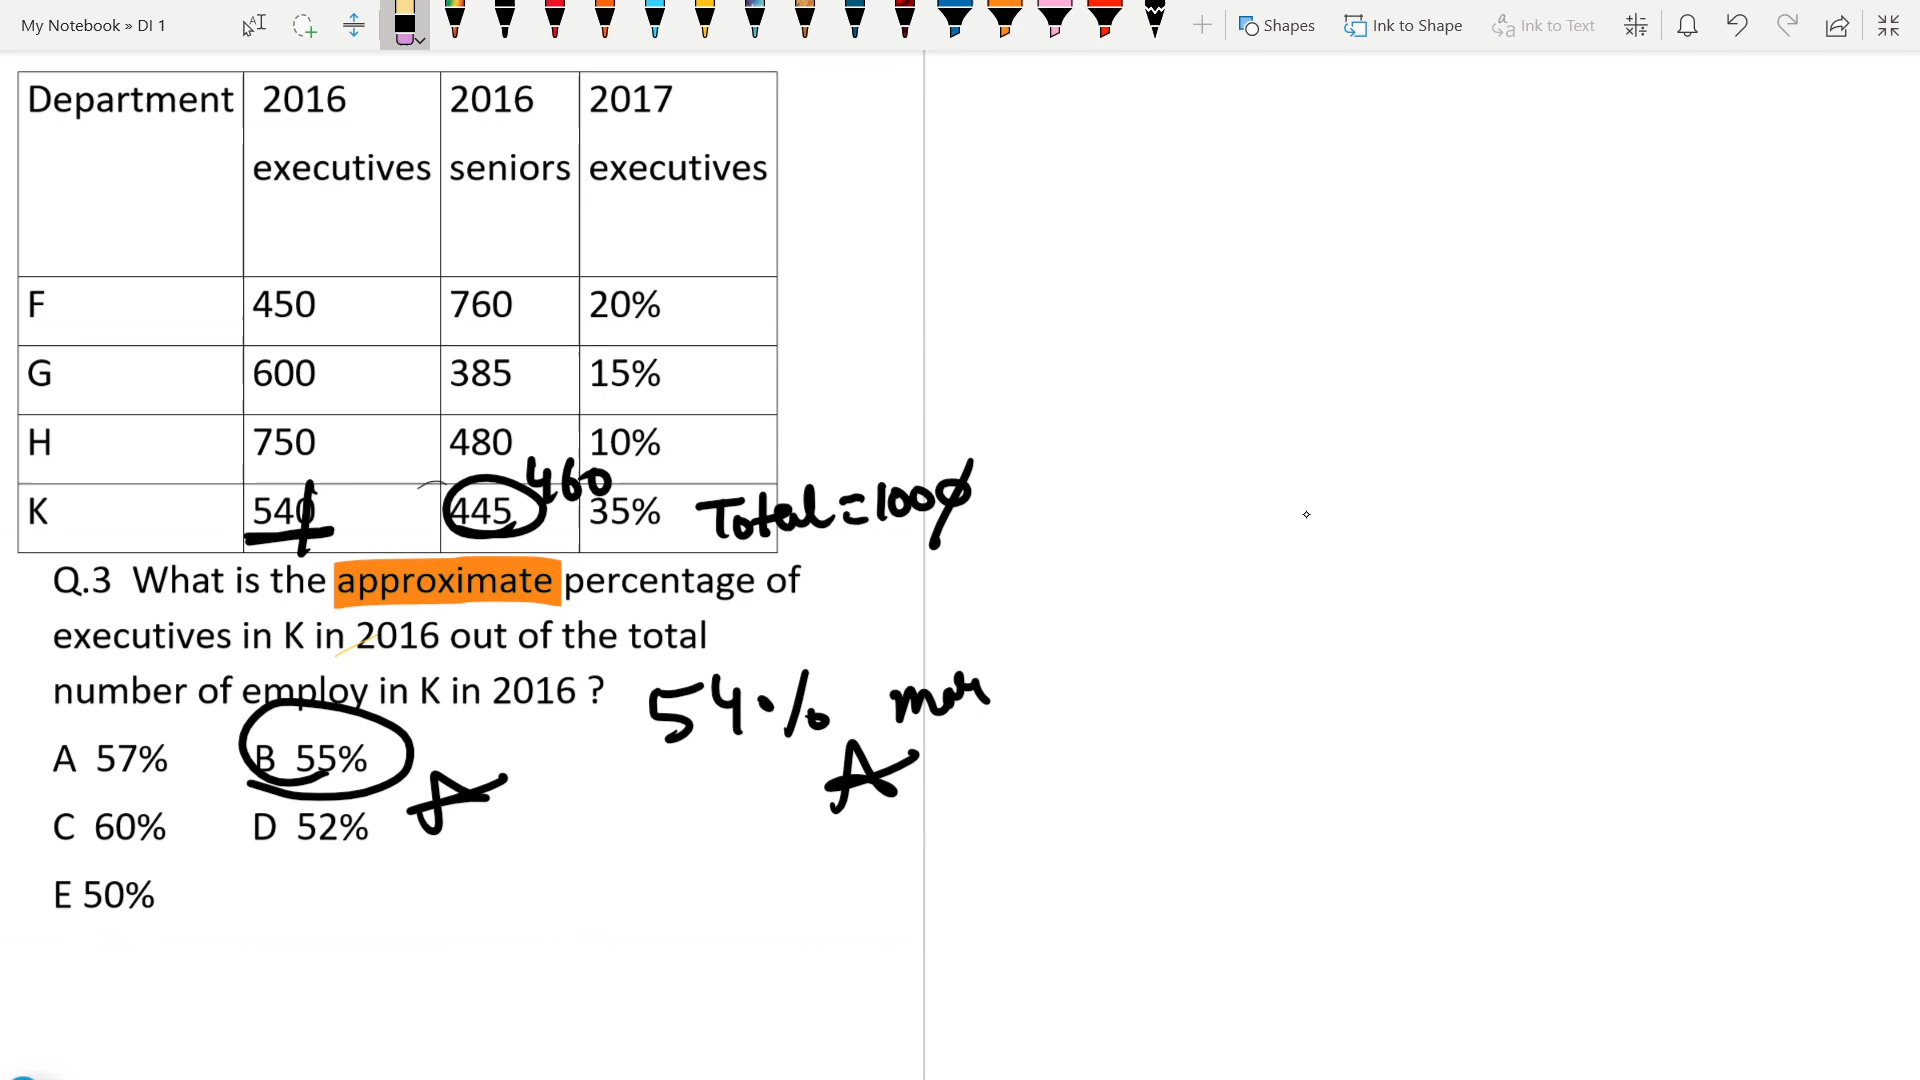 My Notebook » DI 1
Shapes
Ink to Shape
Ink to Text
Department 2016 executives 2016 seniors 2017 executives
F 450 760 20%
G 600 385 15%
H 750 480 10%
460
K 540 445 35% Total = 1000
Q.3 What is the approximate percentage of
executives in K in 2016 out of the total
number of employ in K in 2016 ?
54%
A 57% B 55%
C 60% D 52%
E 50%